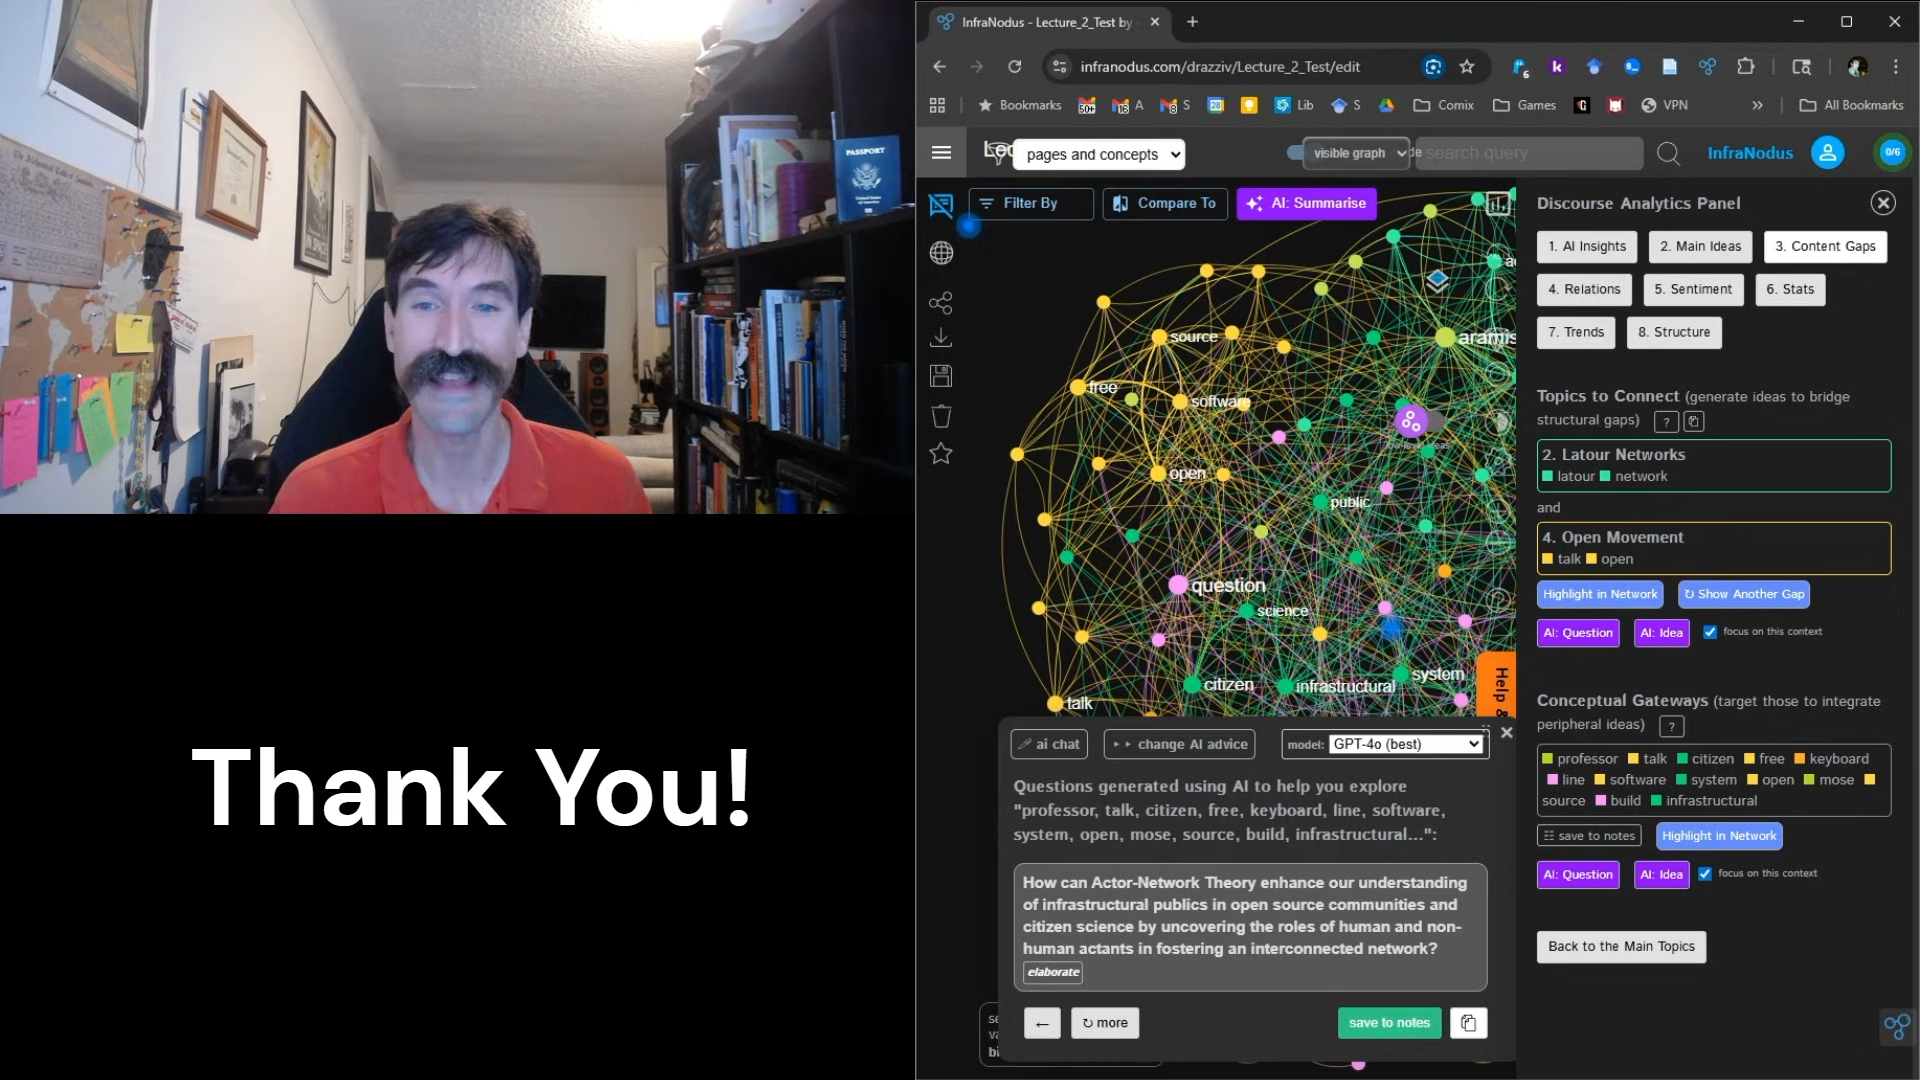 PASSPORT
Thank You!
InfraNodus - Lecture_2_Test by
infranodus.com/drazziv/Lecture_2_Test/edit
6
k
Bookmarks
50+
A
S
Lib
S
Comix
Games
VPN
All Bookmarks
Lec
pages and concepts
visible graph
de
search query
InfraNodus
0/6
Filter By
Compare To
AI: Summarise
source
aramis
free
software
open
public
question
science
citizen
infrastructural
system
talk
Help &
Discourse Analytics Panel
1. AI Insights
2. Main Ideas
3. Content Gaps
4. Relations
5. Sentiment
6. Stats
7. Trends
8. Structure
Topics to Connect (generate ideas to bridge
structural gaps) ?
2. Latour Networks
latour network
and
4. Open Movement
talk open
Highlight in Network
↻ Show Another Gap
AI: Question
AI: Idea
focus on this context
Conceptual Gateways (target those to integrate
peripheral ideas) ?
professor talk citizen free keyboard
line software system open mose
source build infrastructural
save to notes
Highlight in Network
AI: Question
AI: Idea
focus on this context
Back to the Main Topics
ai chat
change AI advice
model: GPT-4o (best)
Questions generated using AI to help you explore
"professor, talk, citizen, free, keyboard, line, software,
system, open, mose, source, build, infrastructural...":
How can Actor-Network Theory enhance our understanding
of infrastructural publics in open source communities and
citizen science by uncovering the roles of human and non-
human actants in fostering an interconnected network?
elaborate
←
↻ more
save to notes